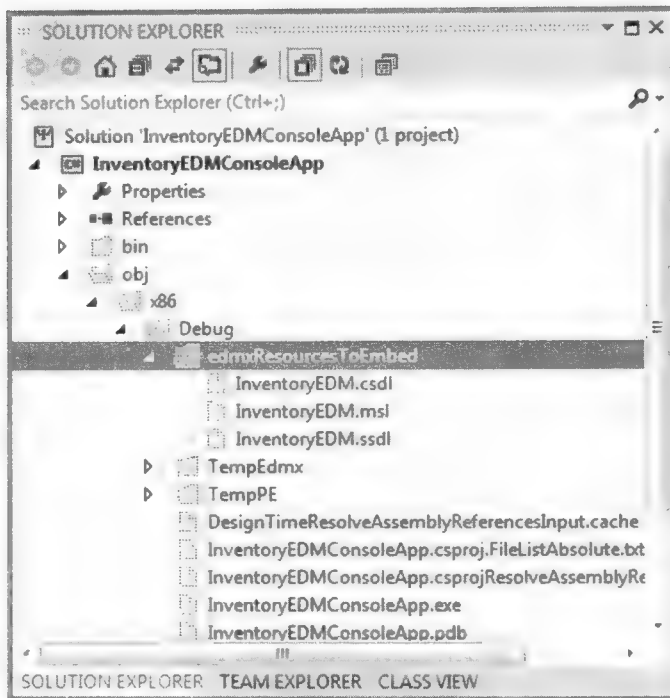 SOLUTION EXPLORER
Search Solution Explorer (Ctrl+;)
Solution 'InventoryEDMConsoleApp' (1 project)
C# InventoryEDMConsoleApp
Properties
References
bin
obj
x86
Debug
edmxResourcesToEmbed
InventoryEDM.csdl
InventoryEDM.msl
InventoryEDM.ssdl
TempEdmx
TempPE
DesignTimeResolveAssemblyReferencesInput.cache
InventoryEDMConsoleApp.csproj.FileListAbsolute.txt
InventoryEDMConsoleApp.csprojResolveAssemblyRe
InventoryEDMConsoleApp.exe
InventoryEDMConsoleApp.pdb
SOLUTION EXPLORER TEAM EXPLORER CLASS VIEW